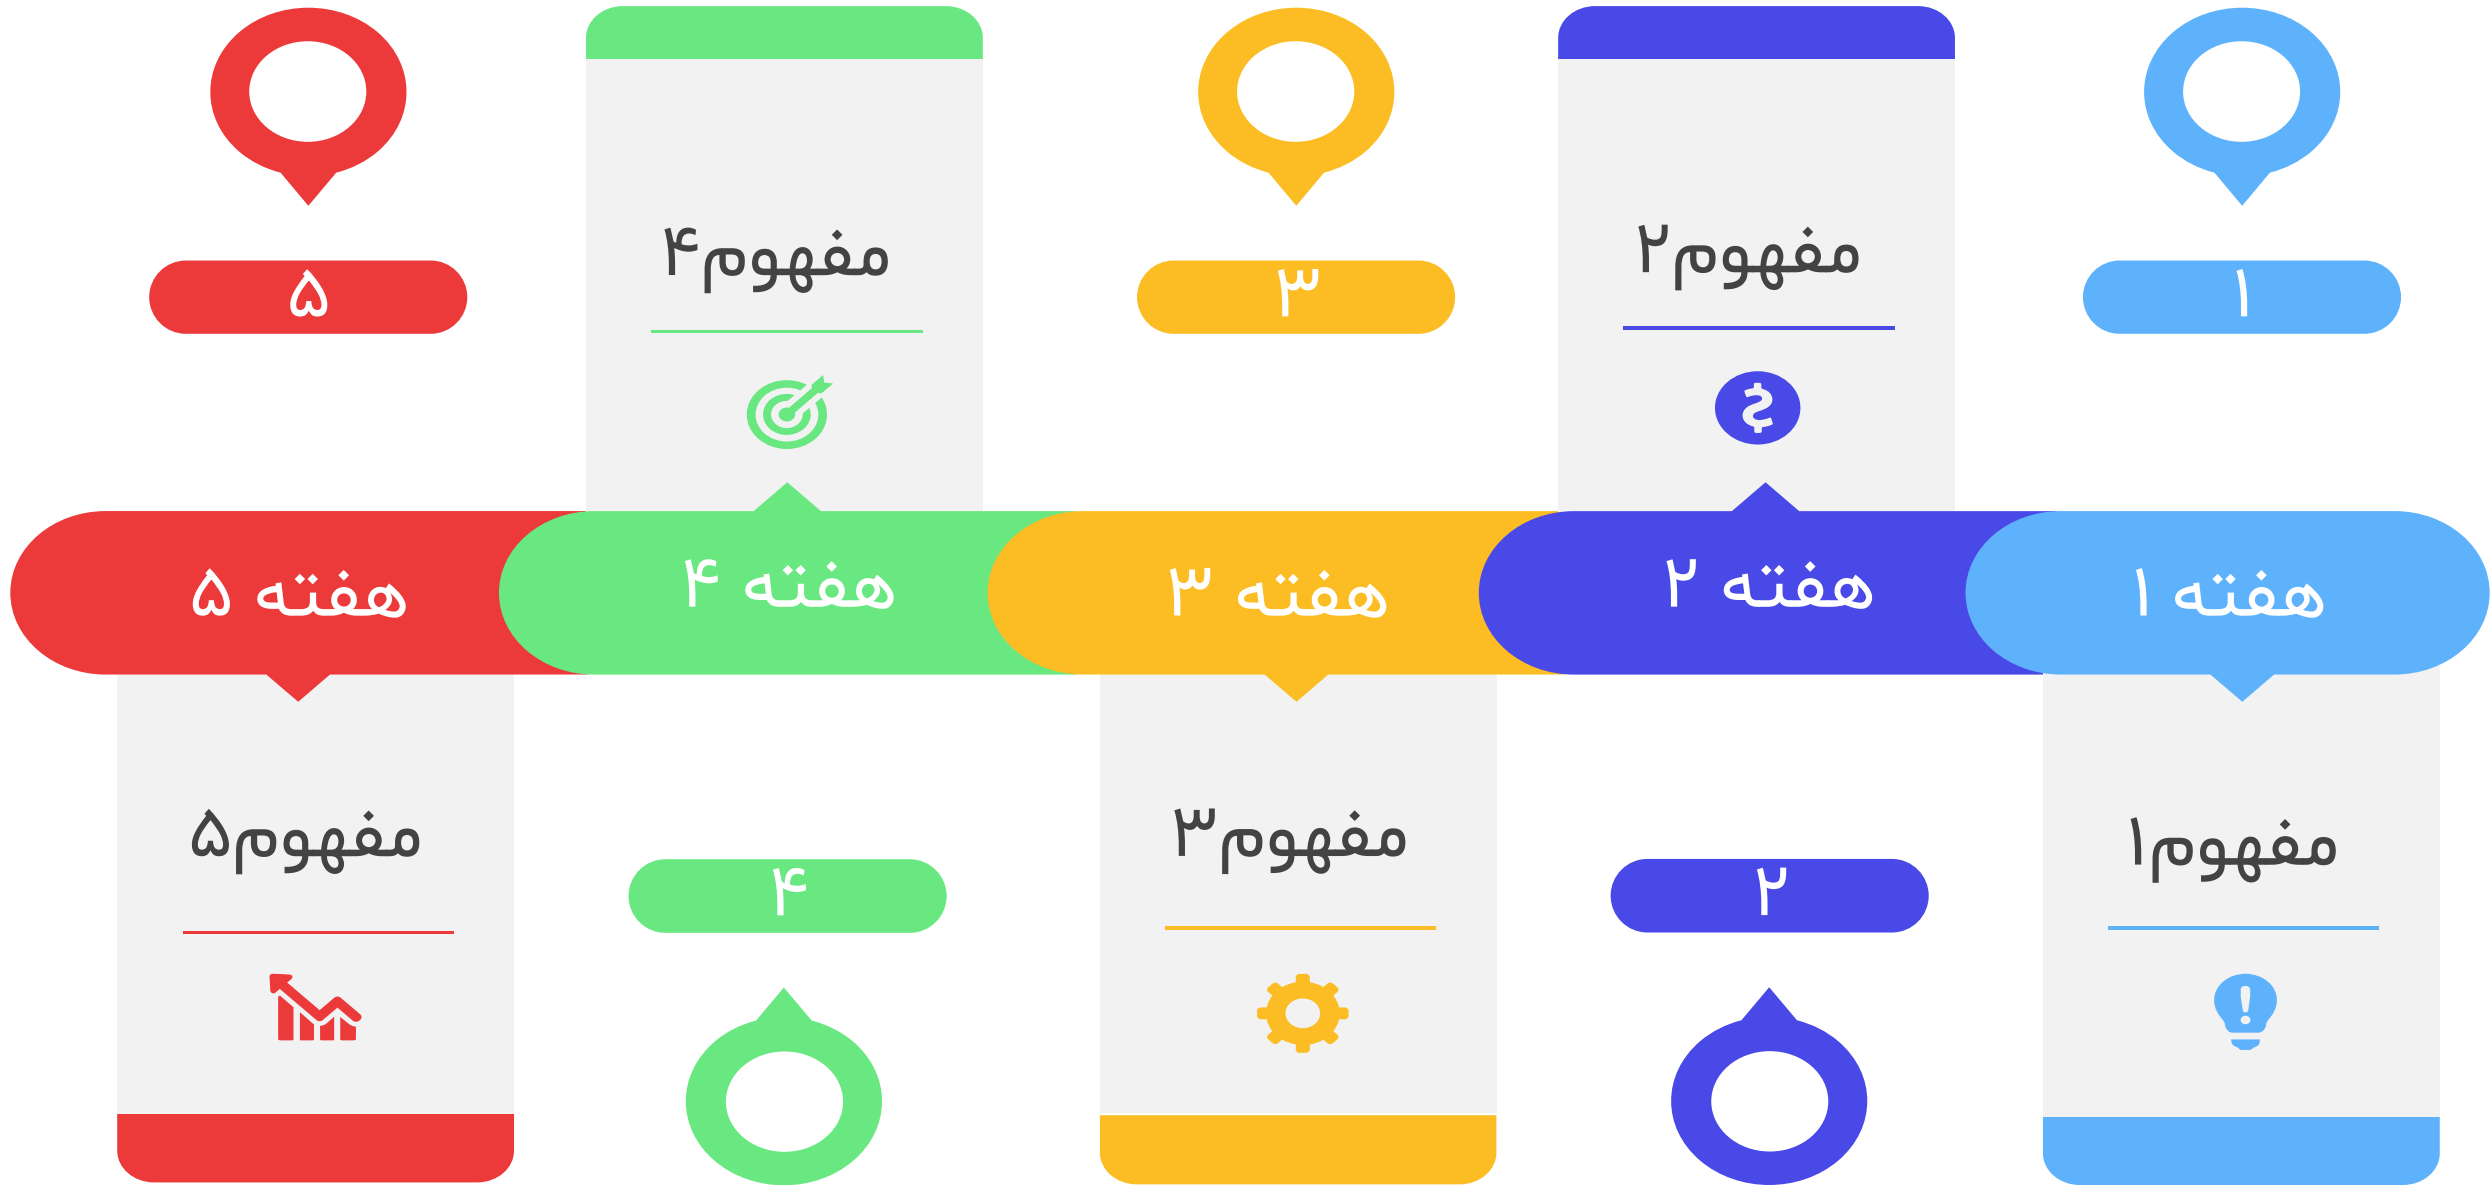 ۱
مفهوم۲
۳
مفهوم۴
۵
هفته ۱
هفته ۲
هفته ۳
هفته ۴
هفته ۵
مفهوم۱
۲
مفهوم۳
۴
مفهوم۵